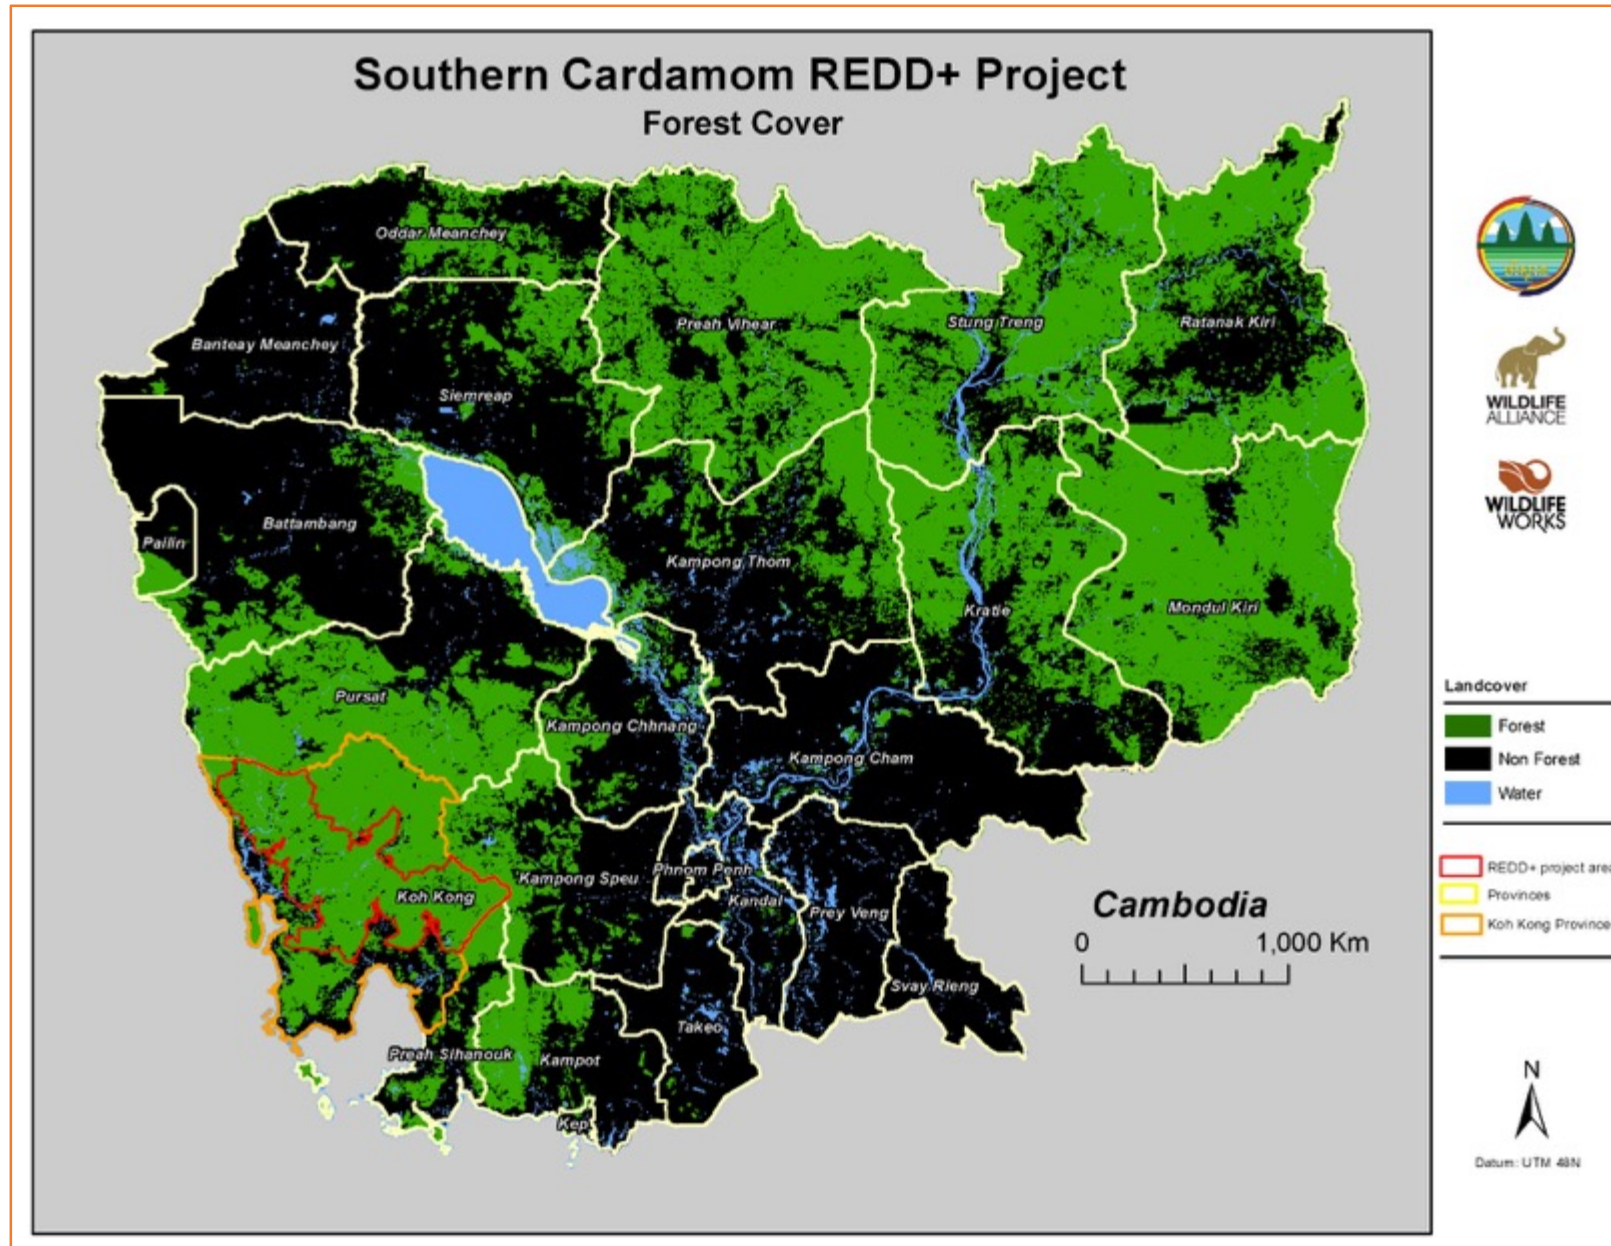 Southern Cardamom REDD+ Project
Forest Cover
Oddar Meanchey
Banteay Meanchey
Siemreap
Preah Vihear
Stung Treng
Ratanak Kiri
Battambang
Pailin
Kampong Thom
Kratie
Mondul Kiri
Pursat
Kampong Chhnang
Kampong Cham
Koh Kong
Kampong Speu
Phnom Penh
Kandal
Prey Veng
Svay Rieng
Takeo
Preah Sihanouk
Kampot
Kep
Cambodia
0 1,000 Km
WILDLIFE
ALLIANCE
WILDLIFE
WORKS
Landcover
Forest
Non Forest
Water
REDD+ project area
Provinces
Koh Kong Province
N
Datum: UTM 48N